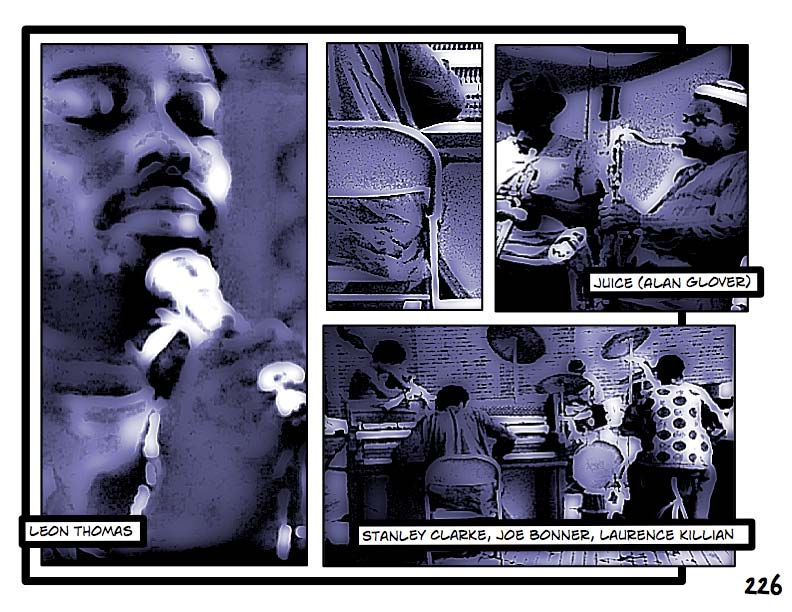 JUICE (ALAN GLOVER)
LEON THOMAS
STANLEY CLARKE, JOE BONNER, LAURENCE KILLIAN
226